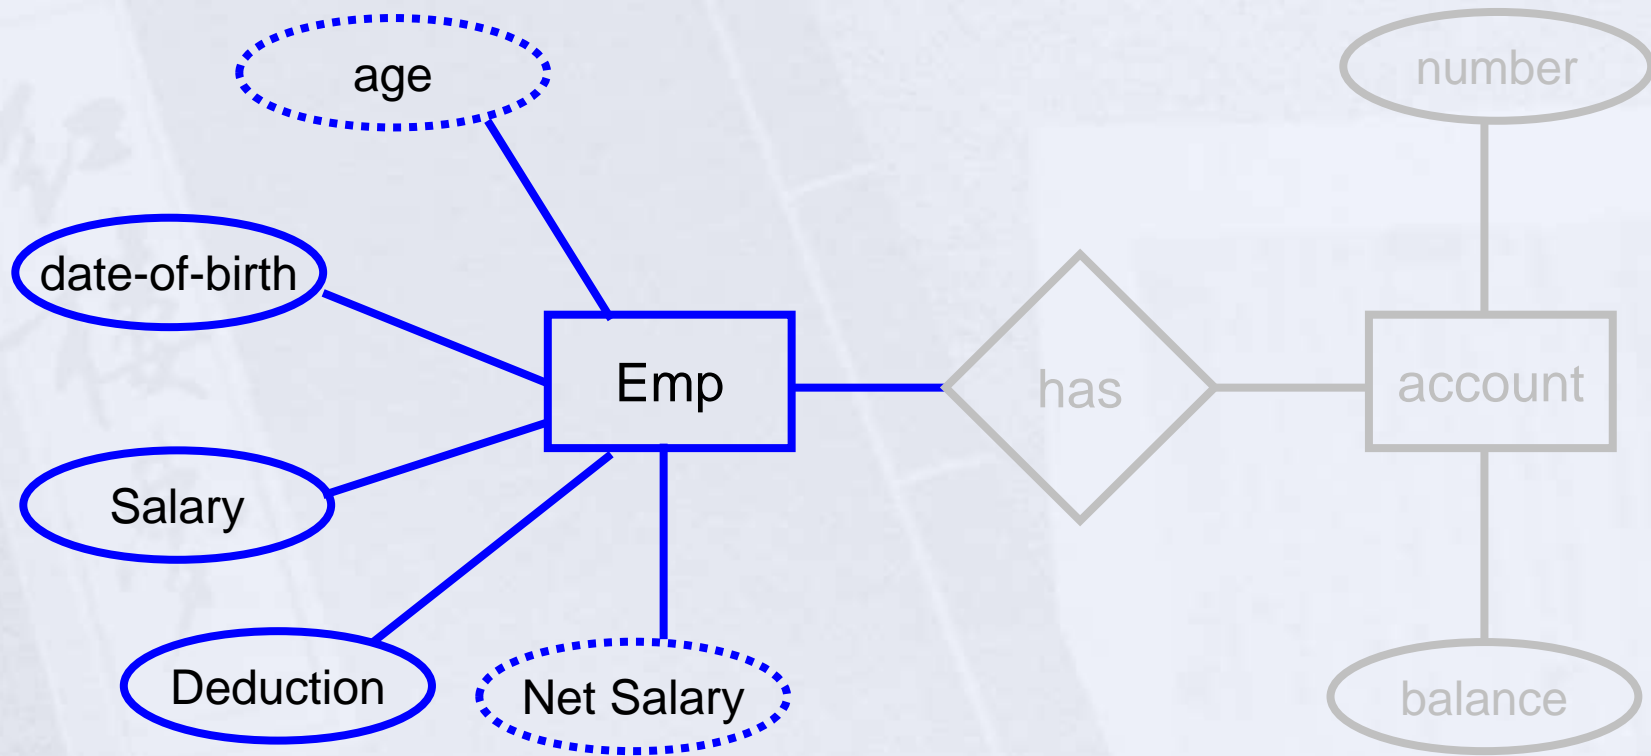 age
number
date-of-birth
Emp
has
account
Salary
Deduction
Net Salary
balance